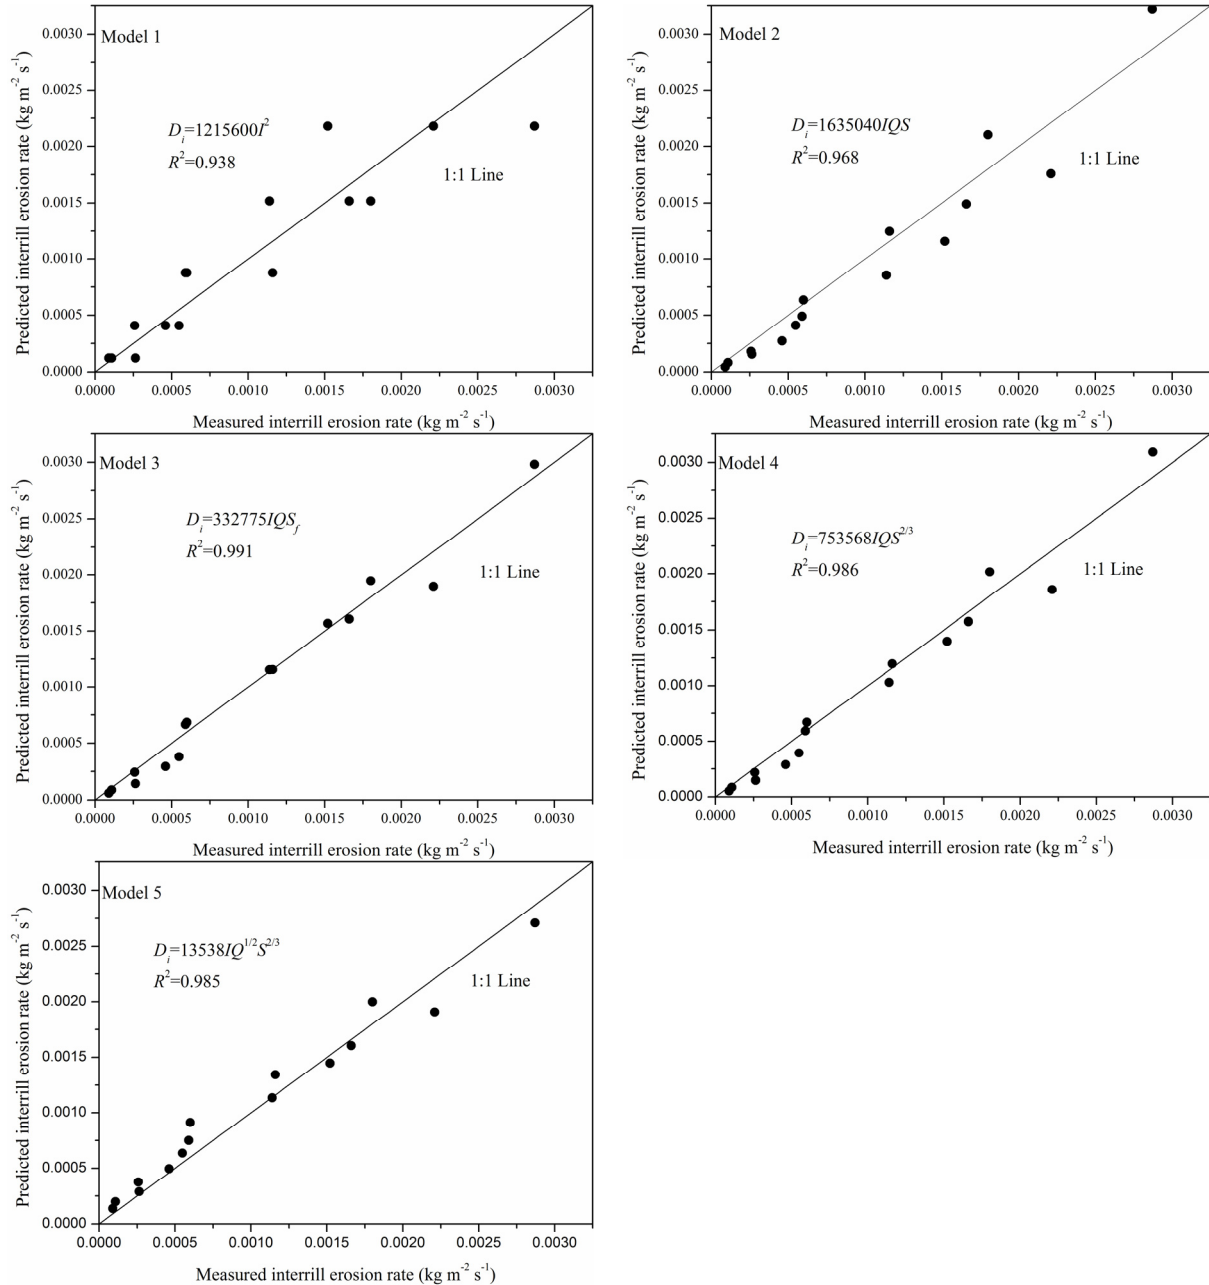 Model 1
D_i=1215600I^2
R^2=0.938
1:1 Line
Predicted interrill erosion rate (kg m^-2 s^-1)
0.0030
0.0025
0.0020
0.0015
0.0010
0.0005
0.0000
0.0000 0.0005 0.0010 0.0015 0.0020 0.0025 0.0030
Measured interrill erosion rate (kg m^-2 s^-1)
Model 2
D_i=1635040IQS
R^2=0.968
1:1 Line
Predicted interrill erosion rate (kg m^-2 s^-1)
0.0030
0.0025
0.0020
0.0015
0.0010
0.0005
0.0000
0.0000 0.0005 0.0010 0.0015 0.0020 0.0025 0.0030
Measured interrill erosion rate (kg m^-2 s^-1)
Model 3
D_i=332775IQS_f
R^2=0.991
1:1 Line
Predicted interrill erosion rate (kg m^-2 s^-1)
0.0030
0.0025
0.0020
0.0015
0.0010
0.0005
0.0000
0.0000 0.0005 0.0010 0.0015 0.0020 0.0025 0.0030
Measured interrill erosion rate (kg m^-2 s^-1)
Model 4
D_i=753568IQS^2/3
R^2=0.986
1:1 Line
Predicted interrill erosion rate (kg m^-2 s^-1)
0.0030
0.0025
0.0020
0.0015
0.0010
0.0005
0.0000
0.0000 0.0005 0.0010 0.0015 0.0020 0.0025 0.0030
Measured interrill erosion rate (kg m^-2 s^-1)
Model 5
D_i=13538IQ^1/2S^2/3
R^2=0.985
1:1 Line
Predicted interrill erosion rate (kg m^-2 s^-1)
0.0030
0.0025
0.0020
0.0015
0.0010
0.0005
0.0000
0.0000 0.0005 0.0010 0.0015 0.0020 0.0025 0.0030
Measured interrill erosion rate (kg m^-2 s^-1)